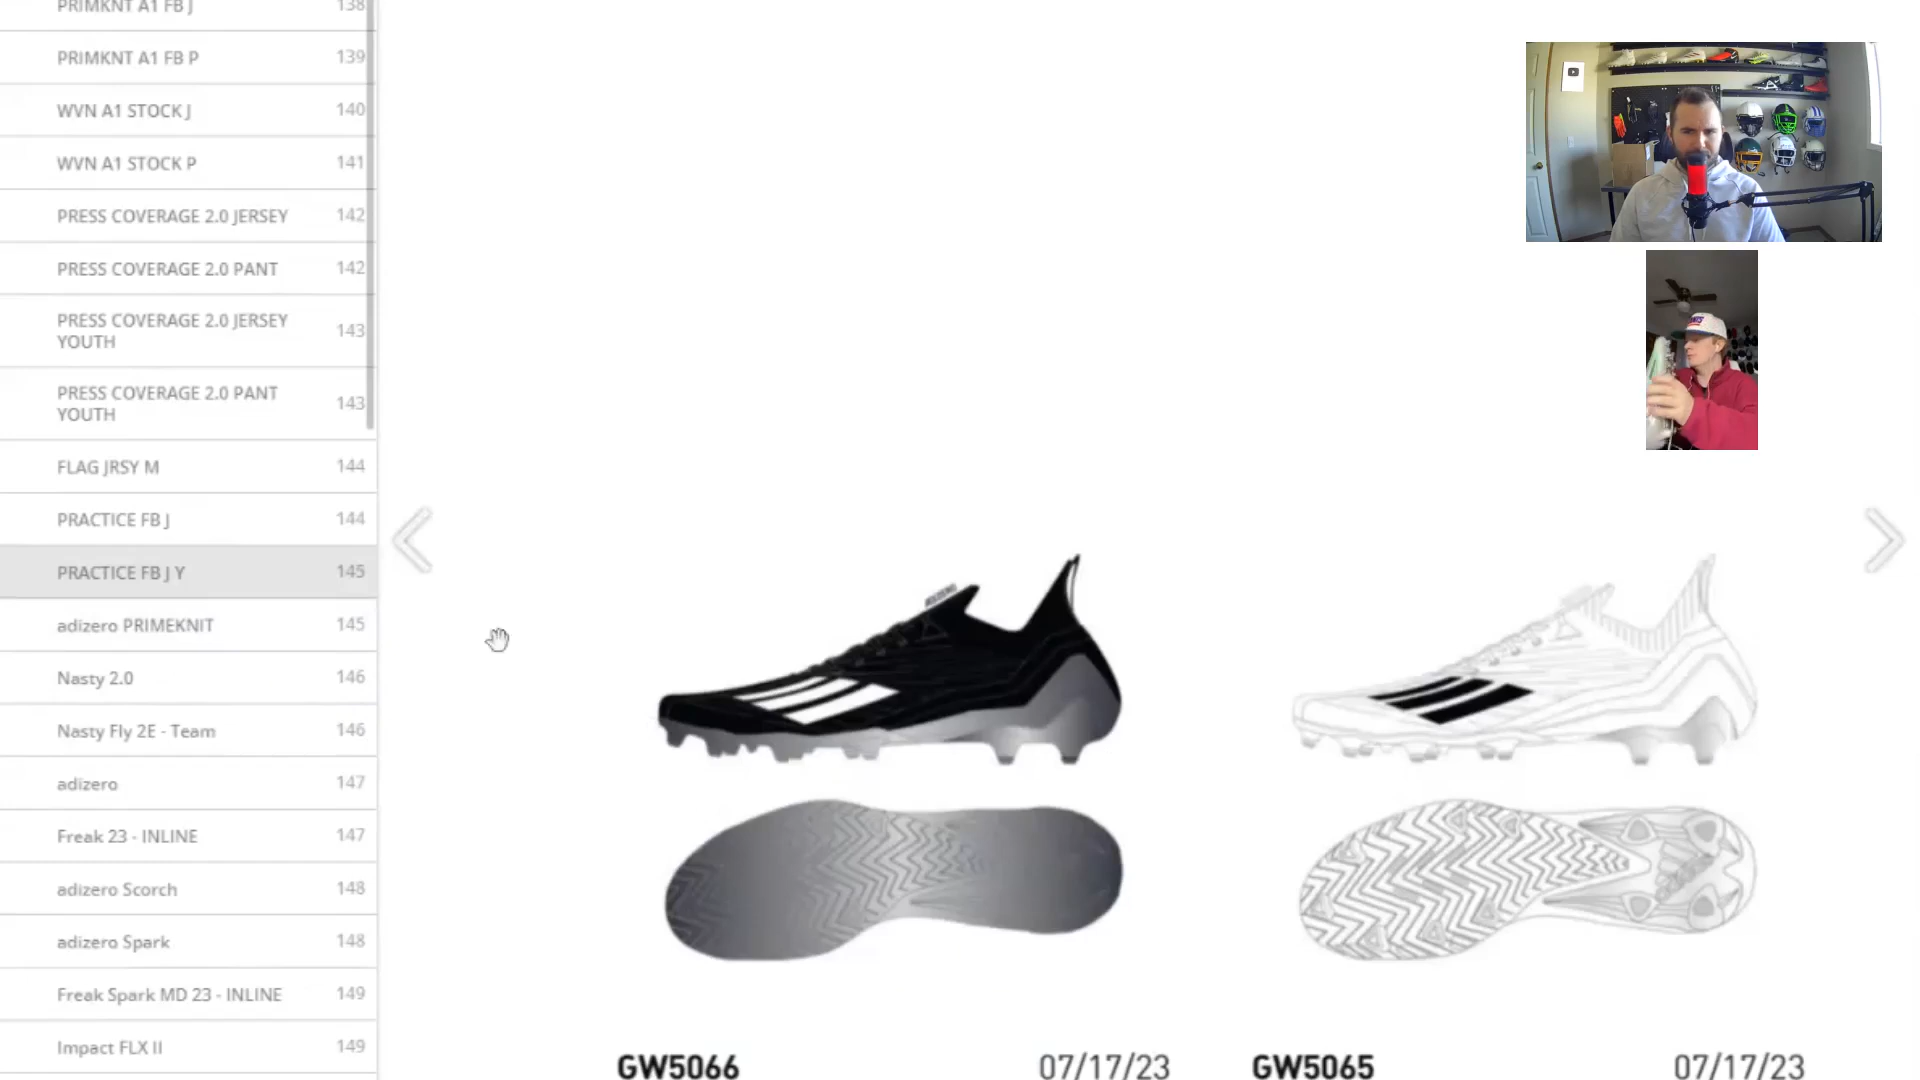 PRIMKNT A1 FB J 138
PRIMKNT A1 FB P 139
WVN A1 STOCK J 140
WVN A1 STOCK P 141
PRESS COVERAGE 2.0 JERSEY 142
PRESS COVERAGE 2.0 PANT 142
PRESS COVERAGE 2.0 JERSEY
YOUTH 143
PRESS COVERAGE 2.0 PANT
YOUTH 143
FLAG JRSY M 144
PRACTICE FB J 144
PRACTICE FB J Y 145
adizero PRIMEKNIT 145
Nasty 2.0 146
Nasty Fly 2E - Team 146
adizero 147
Freak 23 - INLINE 147
adizero Scorch 148
adizero Spark 148
Freak Spark MD 23 - INLINE 149
Impact FLX II 149
GW5066 07/17/23
GW5065 07/17/23